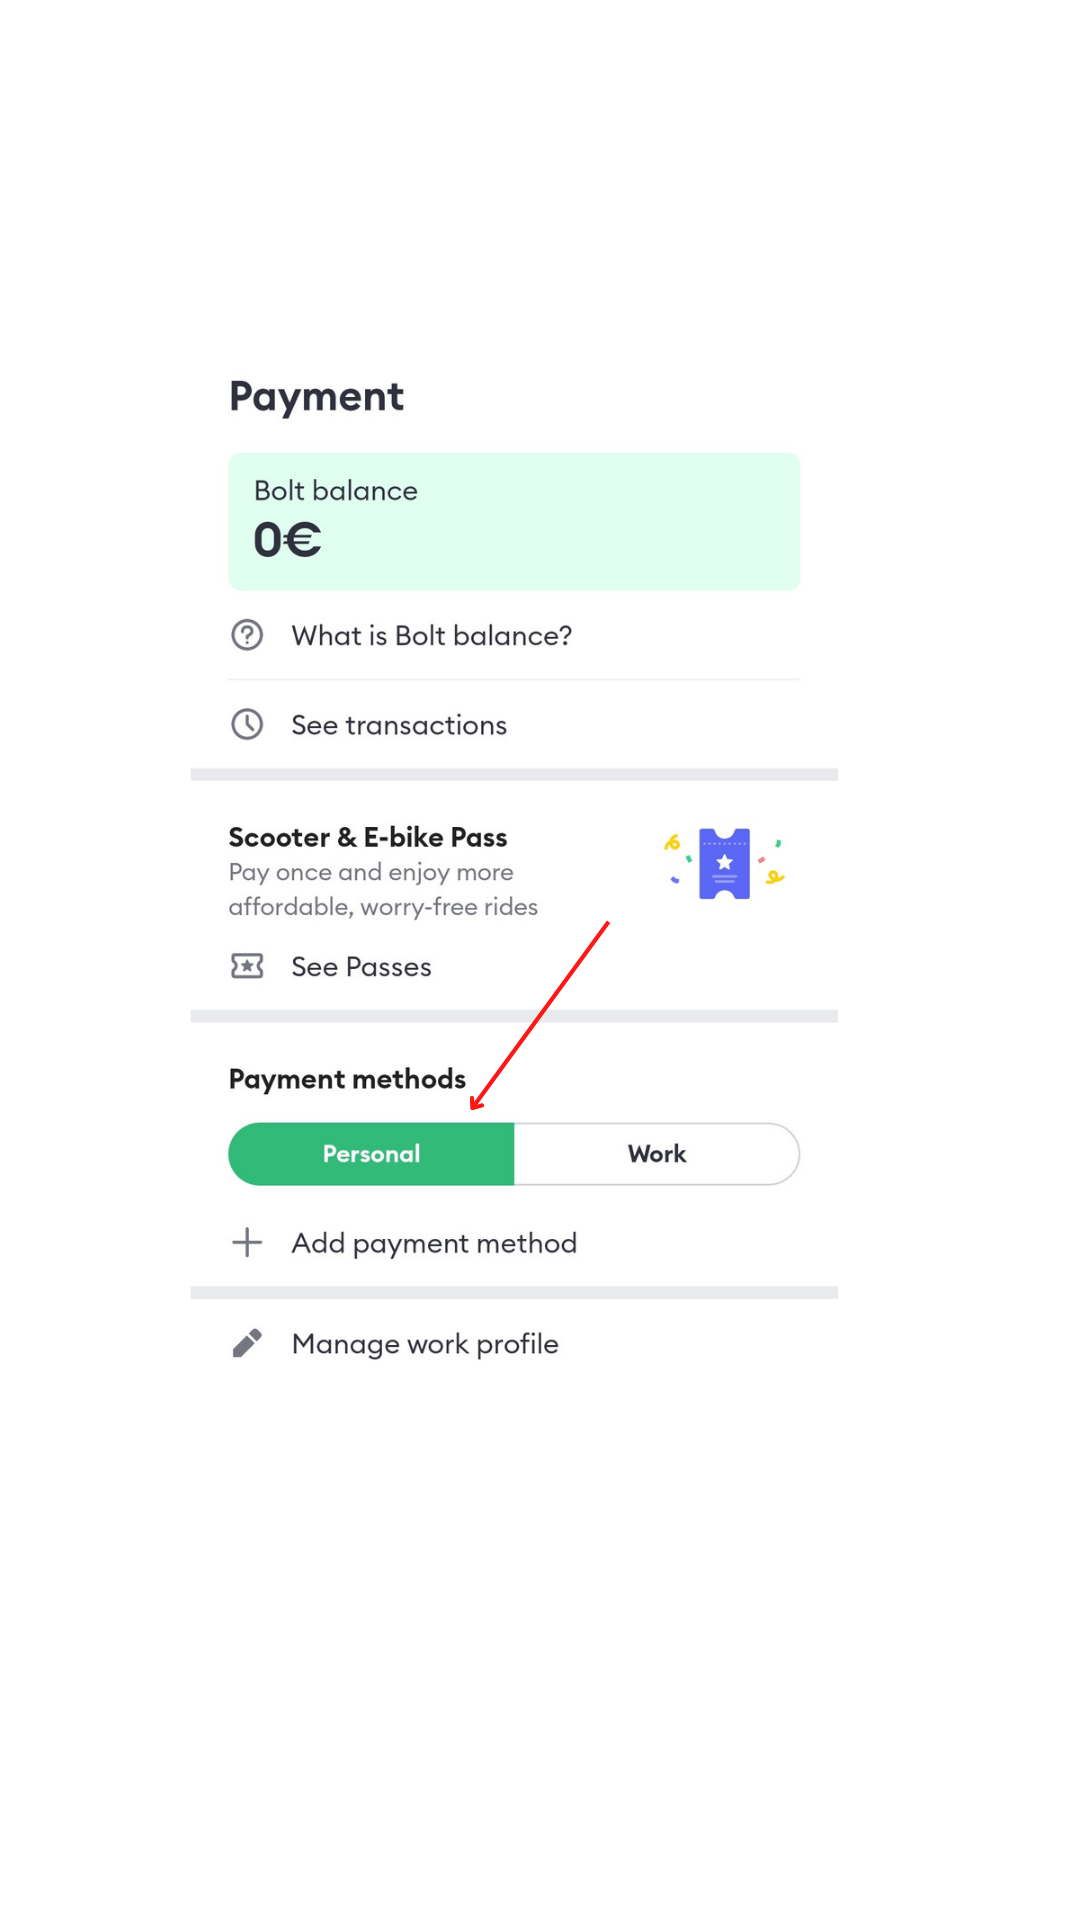 Payment
Bolt balance
0€
What is Bolt balance?
See transactions
Scooter & E-bike Pass
Pay once and enjoy more
affordable, worry-free rides
See Passes
Payment methods
Personal
Work
Add payment method
Manage work profile